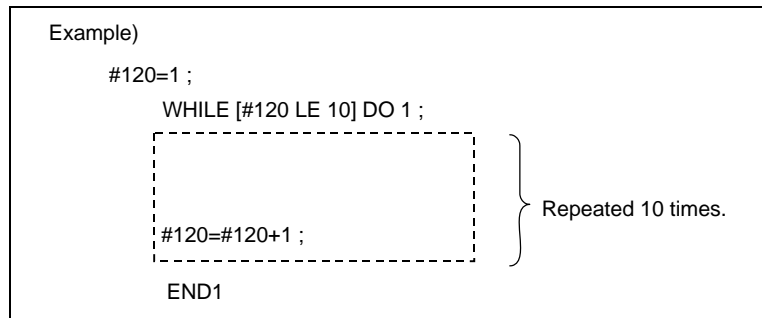 Example)
#120=1 ;
WHILE [#120 LE 10] DO 1 ;
#120=#120+1 ;
Repeated 10 times.
END1